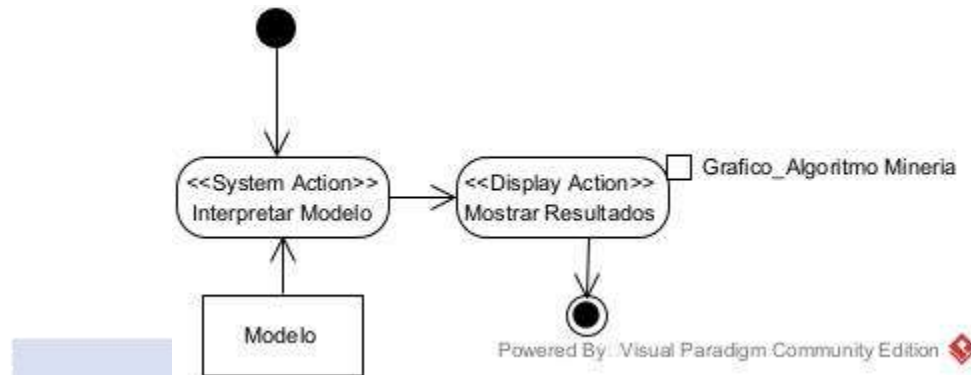 <<System Action>>
Interpretar Modelo
<<Display Action>>
Mostrar Resultados
Grafico_Algoritmo Mineria
Modelo
Powered By Visual Paradigm Community Edition